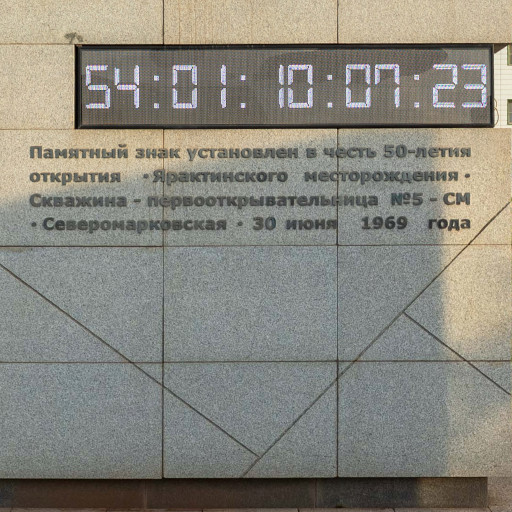 54:01:10:07:23
Памятный знак установлен в честь 50-летия
открытия · Ярактинского месторождения ·
Скважина - первооткрывательница №5 - СМ
· Северомарковская · 30 июня 1969 года